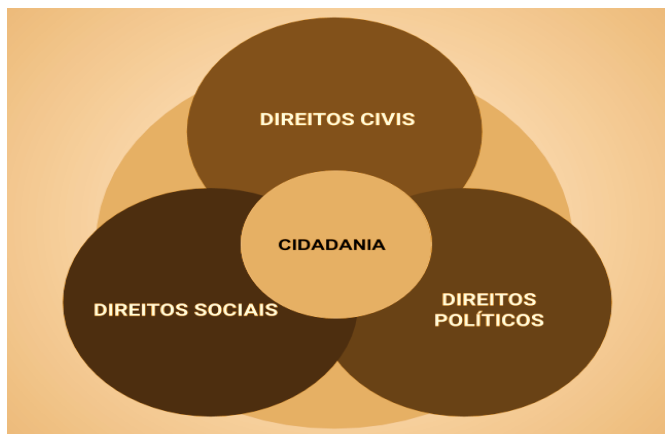 DIREITOS CIVIS
CIDADANIA
DIREITOS SOCIAIS
DIREITOS
POLÍTICOS